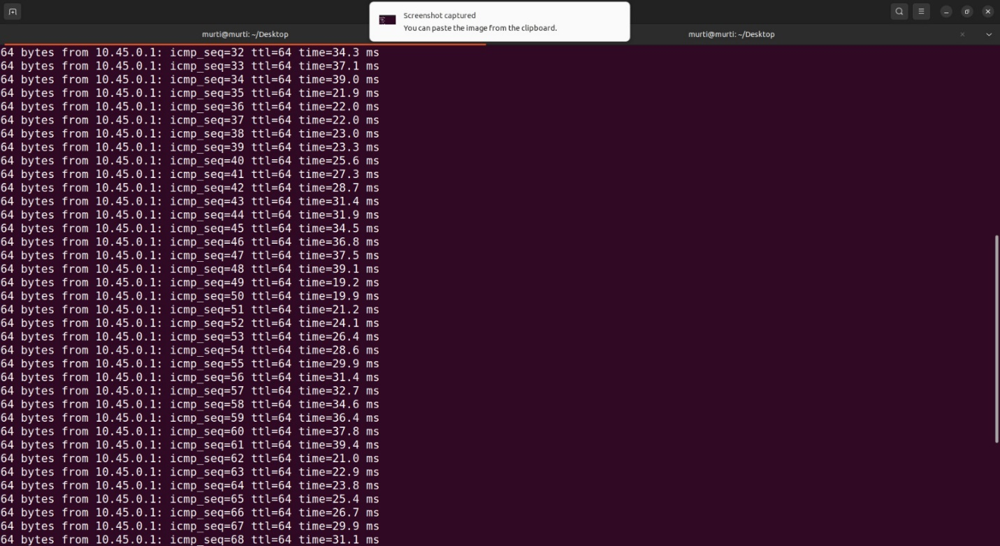 Screenshot captured
You can paste the image from the clipboard.
murti@murti: ~/Desktop
murti@murti: ~/Desktop
64 bytes from 10.45.0.1: icmp_seq=32 ttl=64 time=34.3 ms
64 bytes from 10.45.0.1: icmp_seq=33 ttl=64 time=37.1 ms
64 bytes from 10.45.0.1: icmp_seq=34 ttl=64 time=39.0 ms
64 bytes from 10.45.0.1: icmp_seq=35 ttl=64 time=21.9 ms
64 bytes from 10.45.0.1: icmp_seq=36 ttl=64 time=22.0 ms
64 bytes from 10.45.0.1: icmp_seq=37 ttl=64 time=22.0 ms
64 bytes from 10.45.0.1: icmp_seq=38 ttl=64 time=23.0 ms
64 bytes from 10.45.0.1: icmp_seq=39 ttl=64 time=23.3 ms
64 bytes from 10.45.0.1: icmp_seq=40 ttl=64 time=25.6 ms
64 bytes from 10.45.0.1: icmp_seq=41 ttl=64 time=27.3 ms
64 bytes from 10.45.0.1: icmp_seq=42 ttl=64 time=28.7 ms
64 bytes from 10.45.0.1: icmp_seq=43 ttl=64 time=31.4 ms
64 bytes from 10.45.0.1: icmp_seq=44 ttl=64 time=31.9 ms
64 bytes from 10.45.0.1: icmp_seq=45 ttl=64 time=34.5 ms
64 bytes from 10.45.0.1: icmp_seq=46 ttl=64 time=36.8 ms
64 bytes from 10.45.0.1: icmp_seq=47 ttl=64 time=37.5 ms
64 bytes from 10.45.0.1: icmp_seq=48 ttl=64 time=39.1 ms
64 bytes from 10.45.0.1: icmp_seq=49 ttl=64 time=19.2 ms
64 bytes from 10.45.0.1: icmp_seq=50 ttl=64 time=19.9 ms
64 bytes from 10.45.0.1: icmp_seq=51 ttl=64 time=21.2 ms
64 bytes from 10.45.0.1: icmp_seq=52 ttl=64 time=24.1 ms
64 bytes from 10.45.0.1: icmp_seq=53 ttl=64 time=26.4 ms
64 bytes from 10.45.0.1: icmp_seq=54 ttl=64 time=28.6 ms
64 bytes from 10.45.0.1: icmp_seq=55 ttl=64 time=29.9 ms
64 bytes from 10.45.0.1: icmp_seq=56 ttl=64 time=31.4 ms
64 bytes from 10.45.0.1: icmp_seq=57 ttl=64 time=32.7 ms
64 bytes from 10.45.0.1: icmp_seq=58 ttl=64 time=34.6 ms
64 bytes from 10.45.0.1: icmp_seq=59 ttl=64 time=36.4 ms
64 bytes from 10.45.0.1: icmp_seq=60 ttl=64 time=37.8 ms
64 bytes from 10.45.0.1: icmp_seq=61 ttl=64 time=39.4 ms
64 bytes from 10.45.0.1: icmp_seq=62 ttl=64 time=21.0 ms
64 bytes from 10.45.0.1: icmp_seq=63 ttl=64 time=22.9 ms
64 bytes from 10.45.0.1: icmp_seq=64 ttl=64 time=23.8 ms
64 bytes from 10.45.0.1: icmp_seq=65 ttl=64 time=25.4 ms
64 bytes from 10.45.0.1: icmp_seq=66 ttl=64 time=26.7 ms
64 bytes from 10.45.0.1: icmp_seq=67 ttl=64 time=29.9 ms
64 bytes from 10.45.0.1: icmp_seq=68 ttl=64 time=31.1 ms